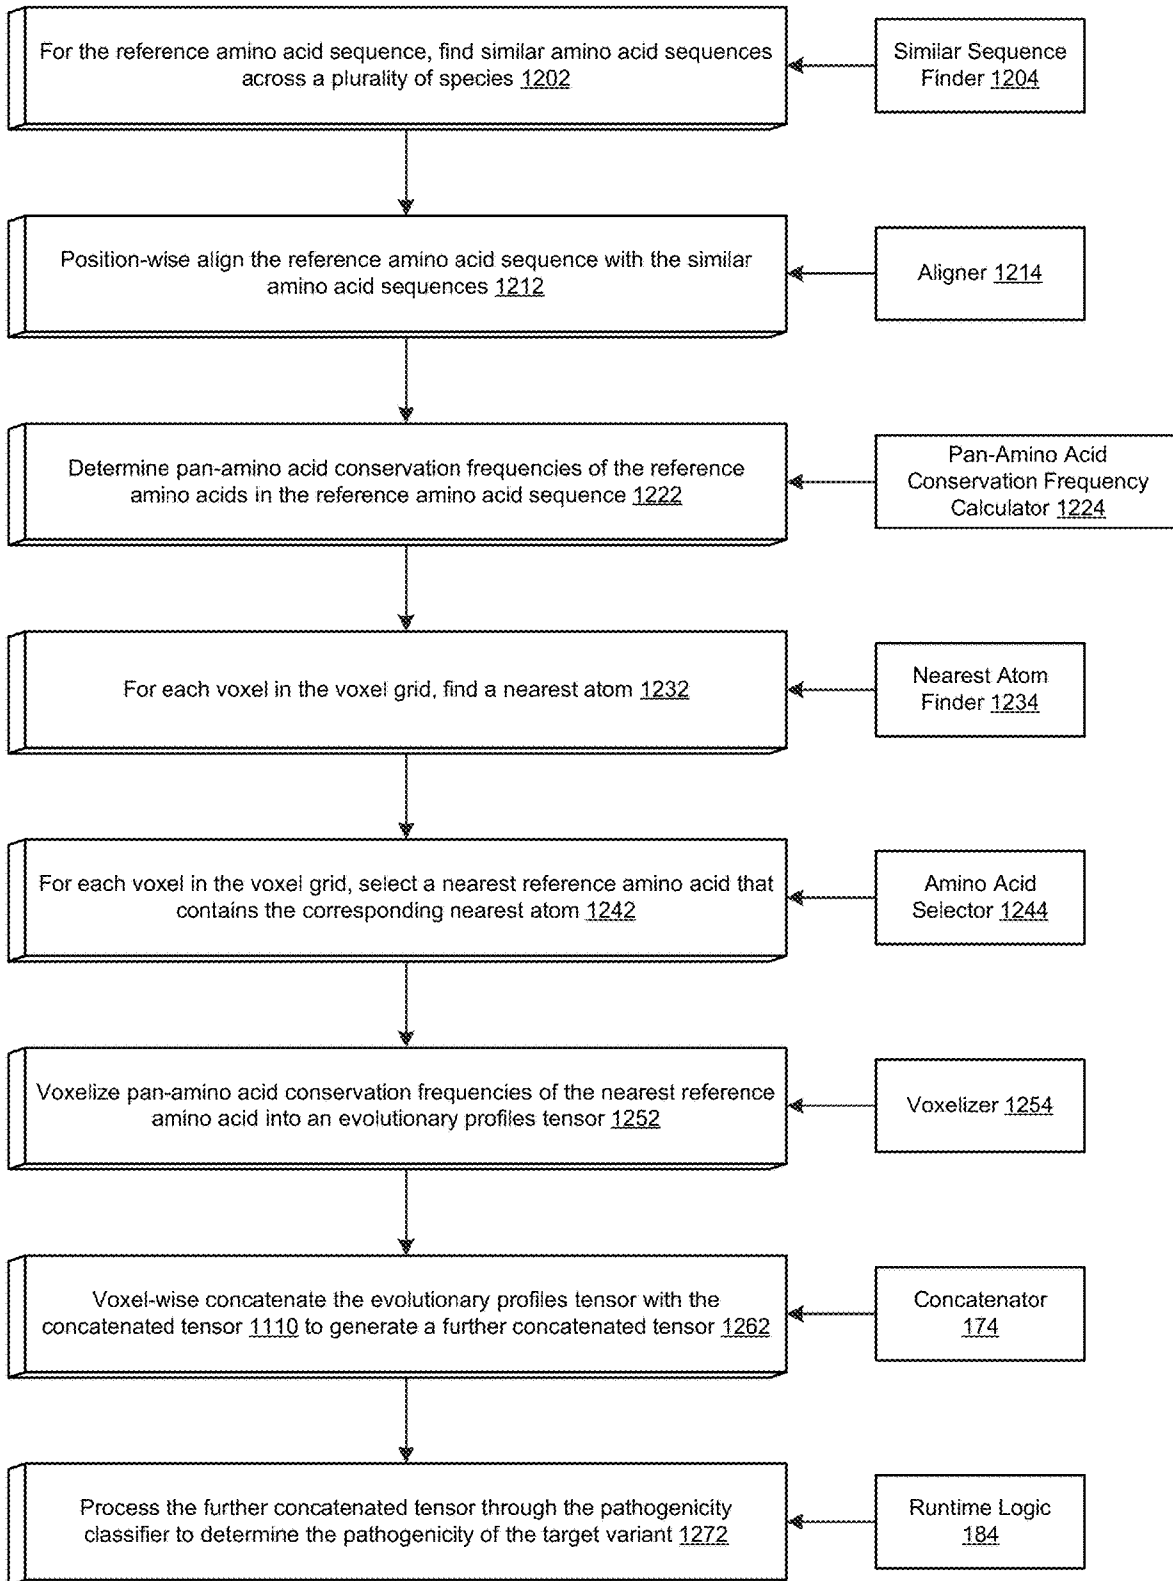 For the reference amino acid sequence, find similar amino acid sequences
across a plurality of species 1202
Similar Sequence
Finder 1204
Position-wise align the reference amino acid sequence with the similar
amino acid sequences 1212
Aligner 1214
Determine pan-amino acid conservation frequencies of the reference
amino acids in the reference amino acid sequence 1222
Pan-Amino Acid
Conservation Frequency
Calculator 1224
For each voxel in the voxel grid, find a nearest atom 1232
Nearest Atom
Finder 1234
For each voxel in the voxel grid, select a nearest reference amino acid that
contains the corresponding nearest atom 1242
Amino Acid
Selector 1244
Voxelize pan-amino acid conservation frequencies of the nearest reference
amino acid into an evolutionary profiles tensor 1252
Voxelizer 1254
Voxel-wise concatenate the evolutionary profiles tensor with the
concatenated tensor 1110 to generate a further concatenated tensor 1262
Concatenator
174
Process the further concatenated tensor through the pathogenicity
classifier to determine the pathogenicity of the target variant 1272
Runtime Logic
184